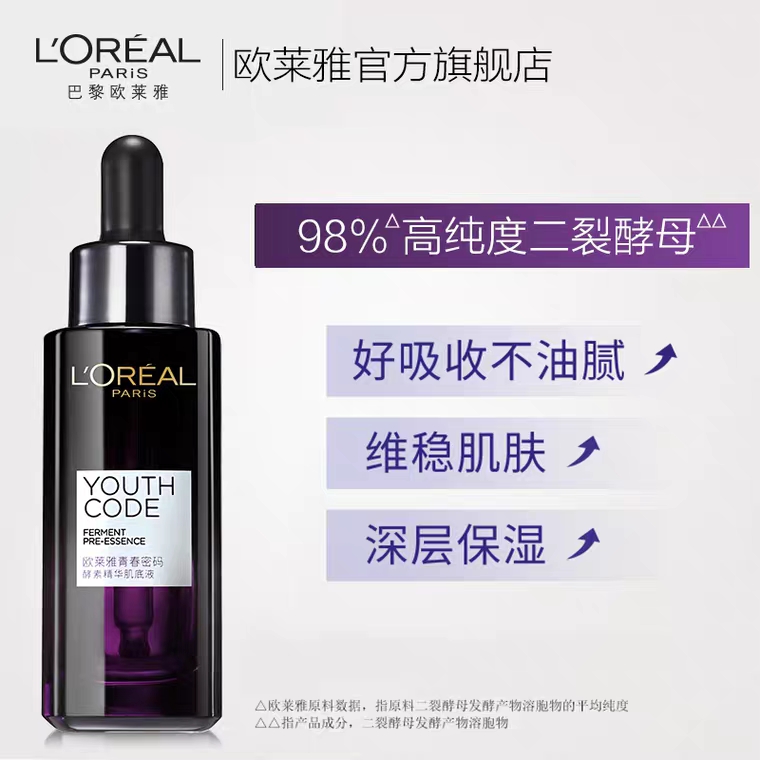 L'ORÉAL
PARiS
巴黎欧莱雅
欧莱雅官方旗舰店
98%△高纯度二裂酵母△△
好吸收不油腻
维稳肌肤
深层保湿
L'ORÉAL
PARiS
YOUTH
CODE
FERMENT
PRE-ESSENCE
欧莱雅青春密码
酵素精华肌底液
△欧莱雅原料数据，指原料二裂酵母发酵产物溶胞物的平均纯度
△△指产品成分，二裂酵母发酵产物溶胞物